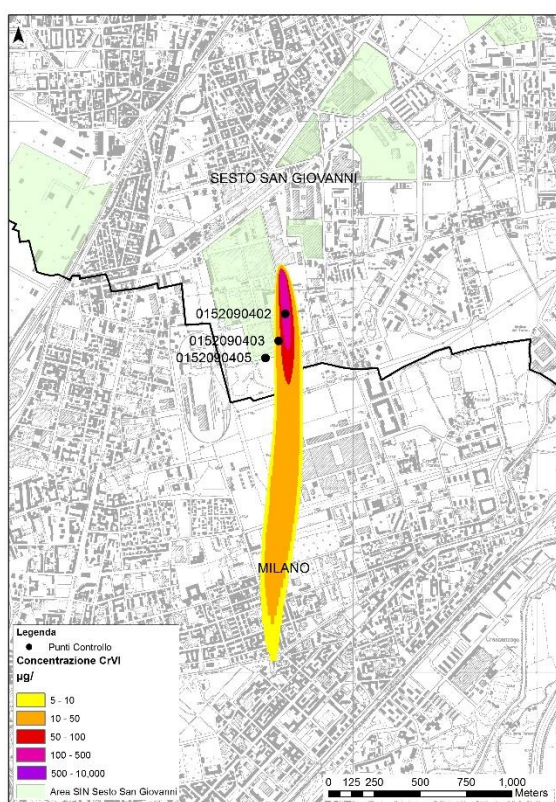 SESTO SAN GIOVANNI
0152090402
0152090403
0152090405
MILANO
Crescenzago
Legenda
Punti Controllo
Concentrazione CrVI
µg/
5 - 10
10 - 50
50 - 100
100 - 500
500 - 10,000
Area SIN Sesto San Giovanni
0 125 250 500 750 1,000
Meters